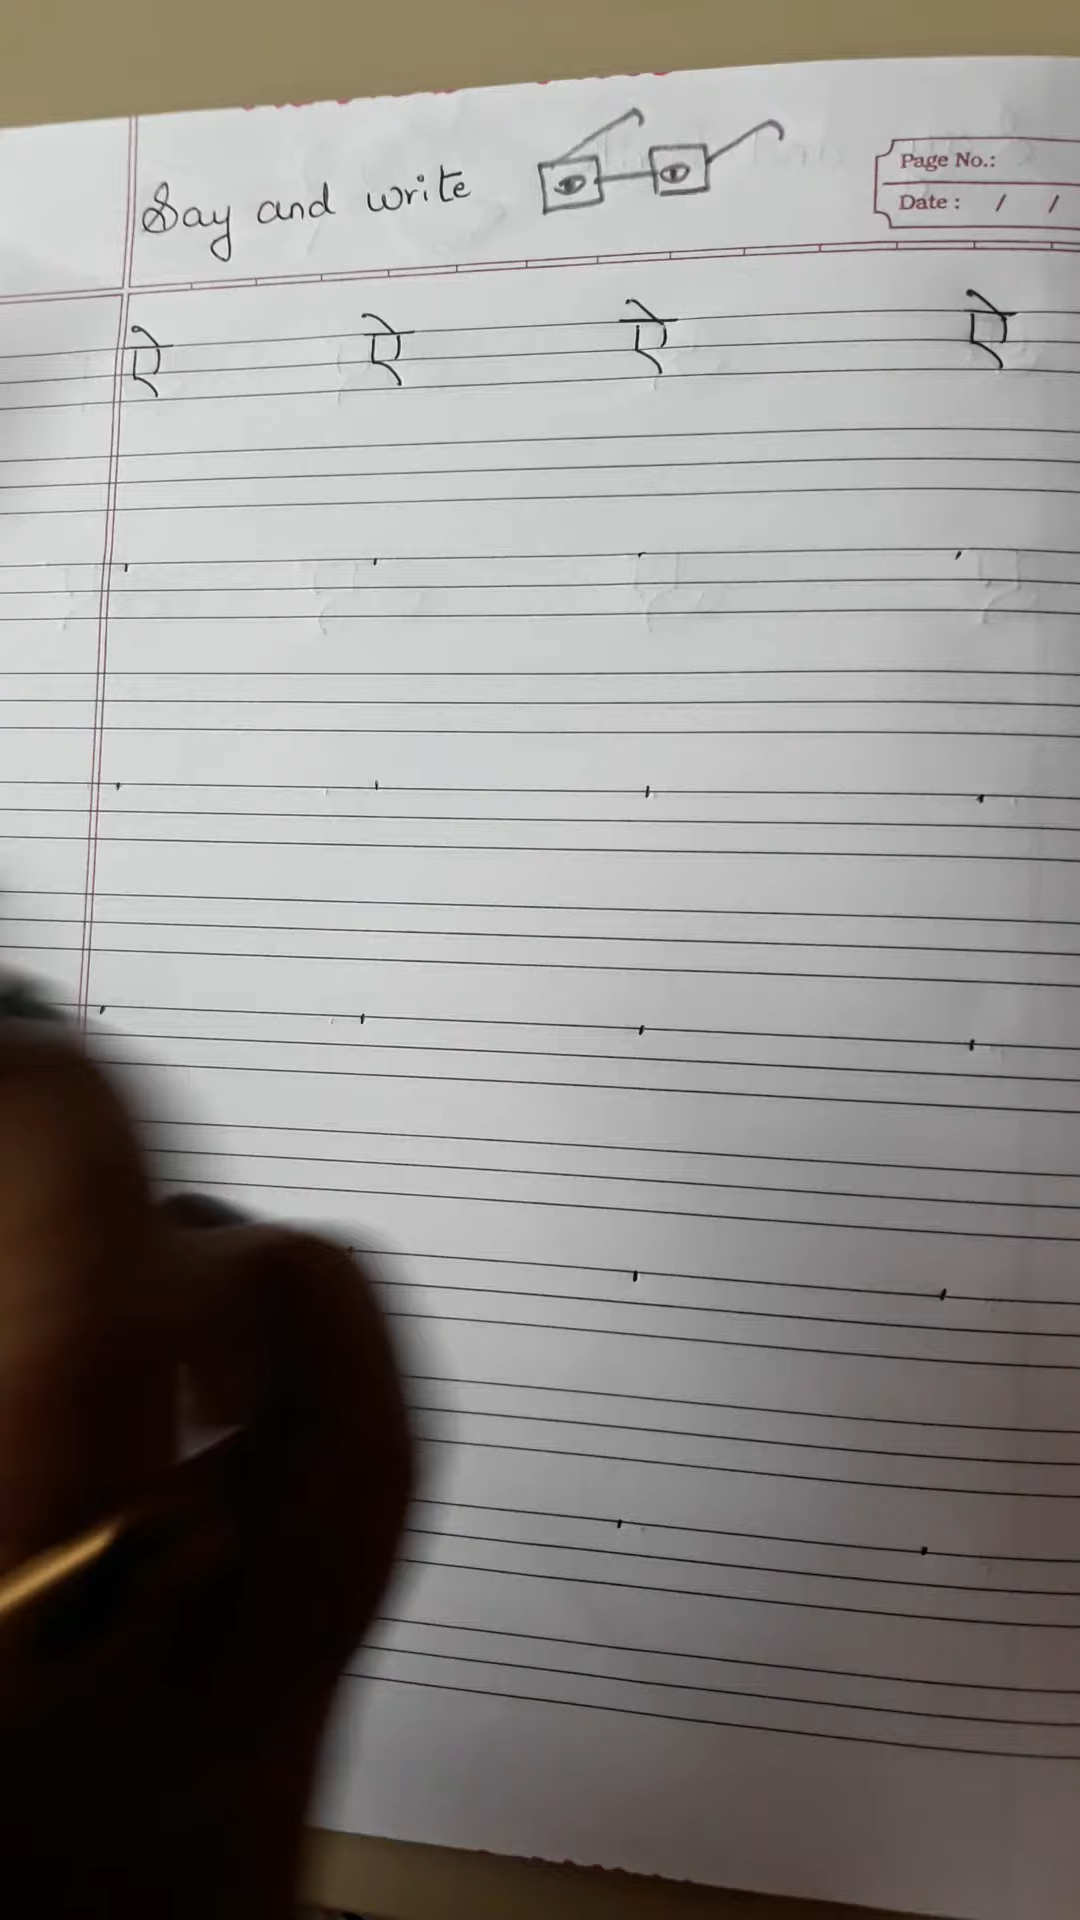 Say and write
Page No.:
Date : / /
ऐ ऐ ऐ ऐ